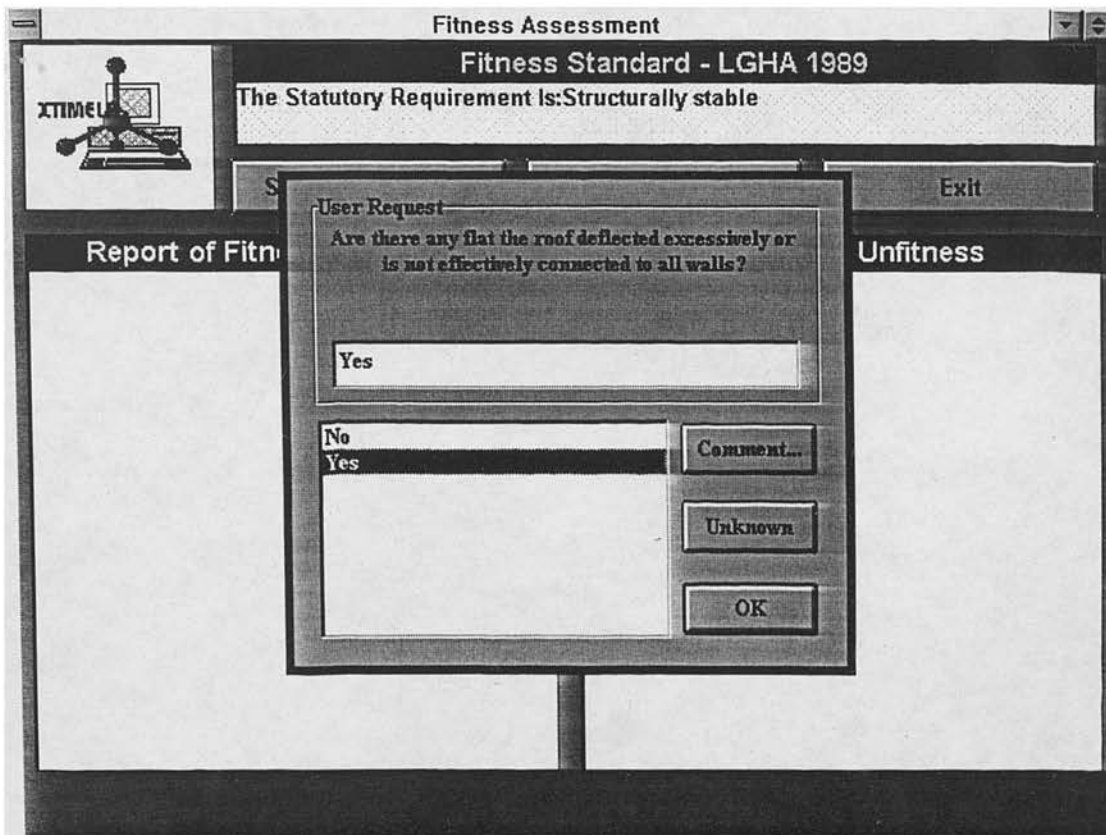 Fitness Assessment
Fitness Standard - LGHA 1989
The Statutory Requirement Is:Structurally stable
Exit
User Request
Are there any flat the roof deflected excessively or
is not effectively connected to all walls?
Report of
Unfitness
Yes
No
Yes
Comment...
Unknown
OK